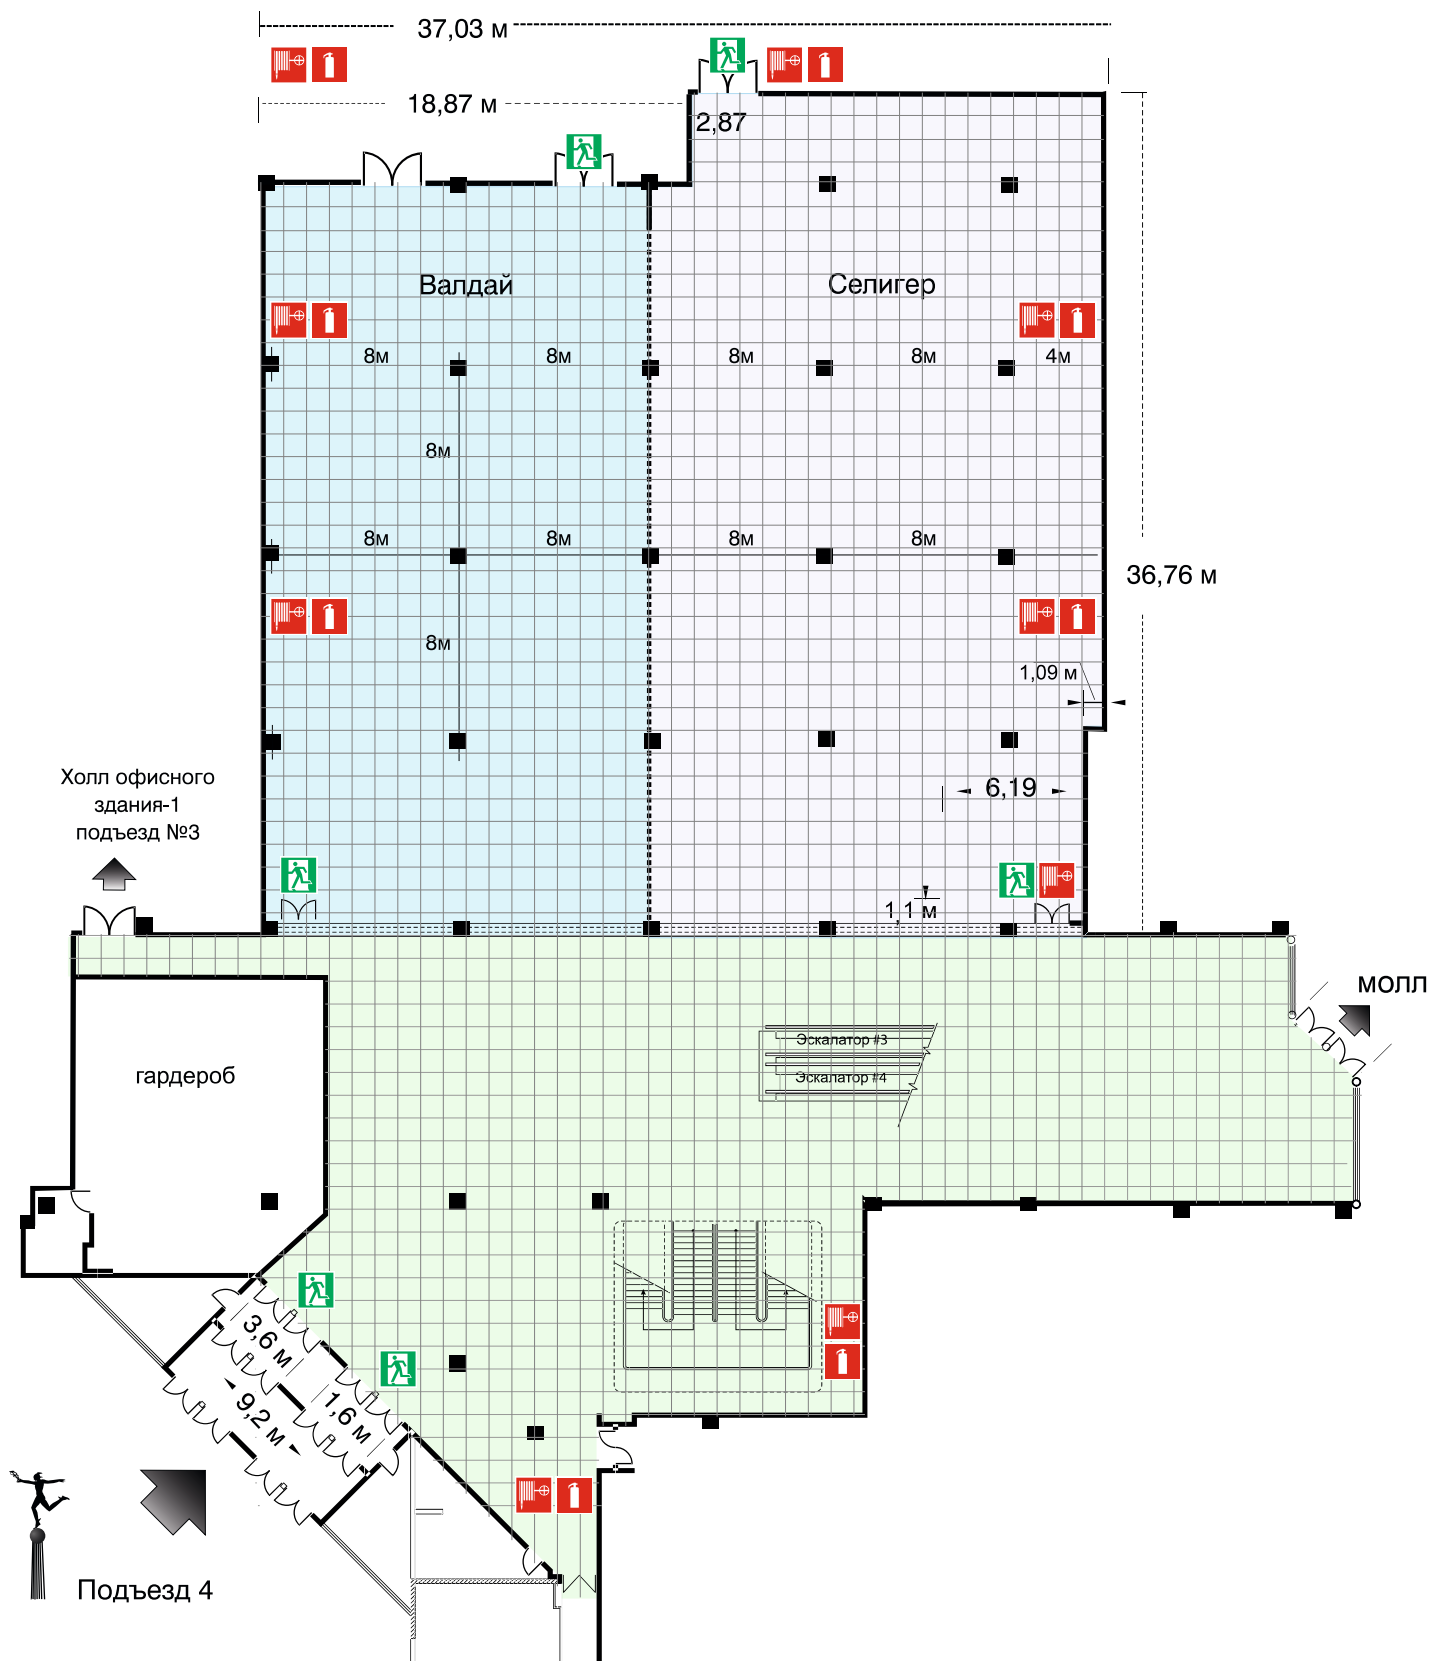 37,03 м
18,87 м
2,87
Валдай
Селигер
8м
8м
8м
8м
4м
8м
8м
8м
8м
8м
36,76 м
8м
1,09 м
6,19
Холл офисного
здания-1
подъезд №3
1,1 м
МОЛЛ
Эскалатор #3
Эскалатор #4
гардероб
3,6 м
1,6 м
9,2 м
Подъезд 4